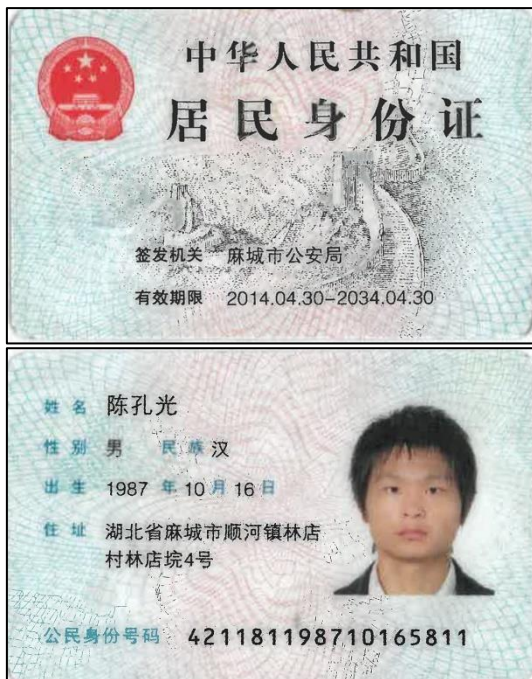 中华人民共和国
居民身份证
签发机关 麻城市公安局
有效期限 2014.04.30-2034.04.30
姓名 陈孔光
性别 男 民族 汉
出生 1987 年 10 月 16 日
住址 湖北省麻城市顺河镇林店
村林店垸4号
公民身份号码 421181198710165811